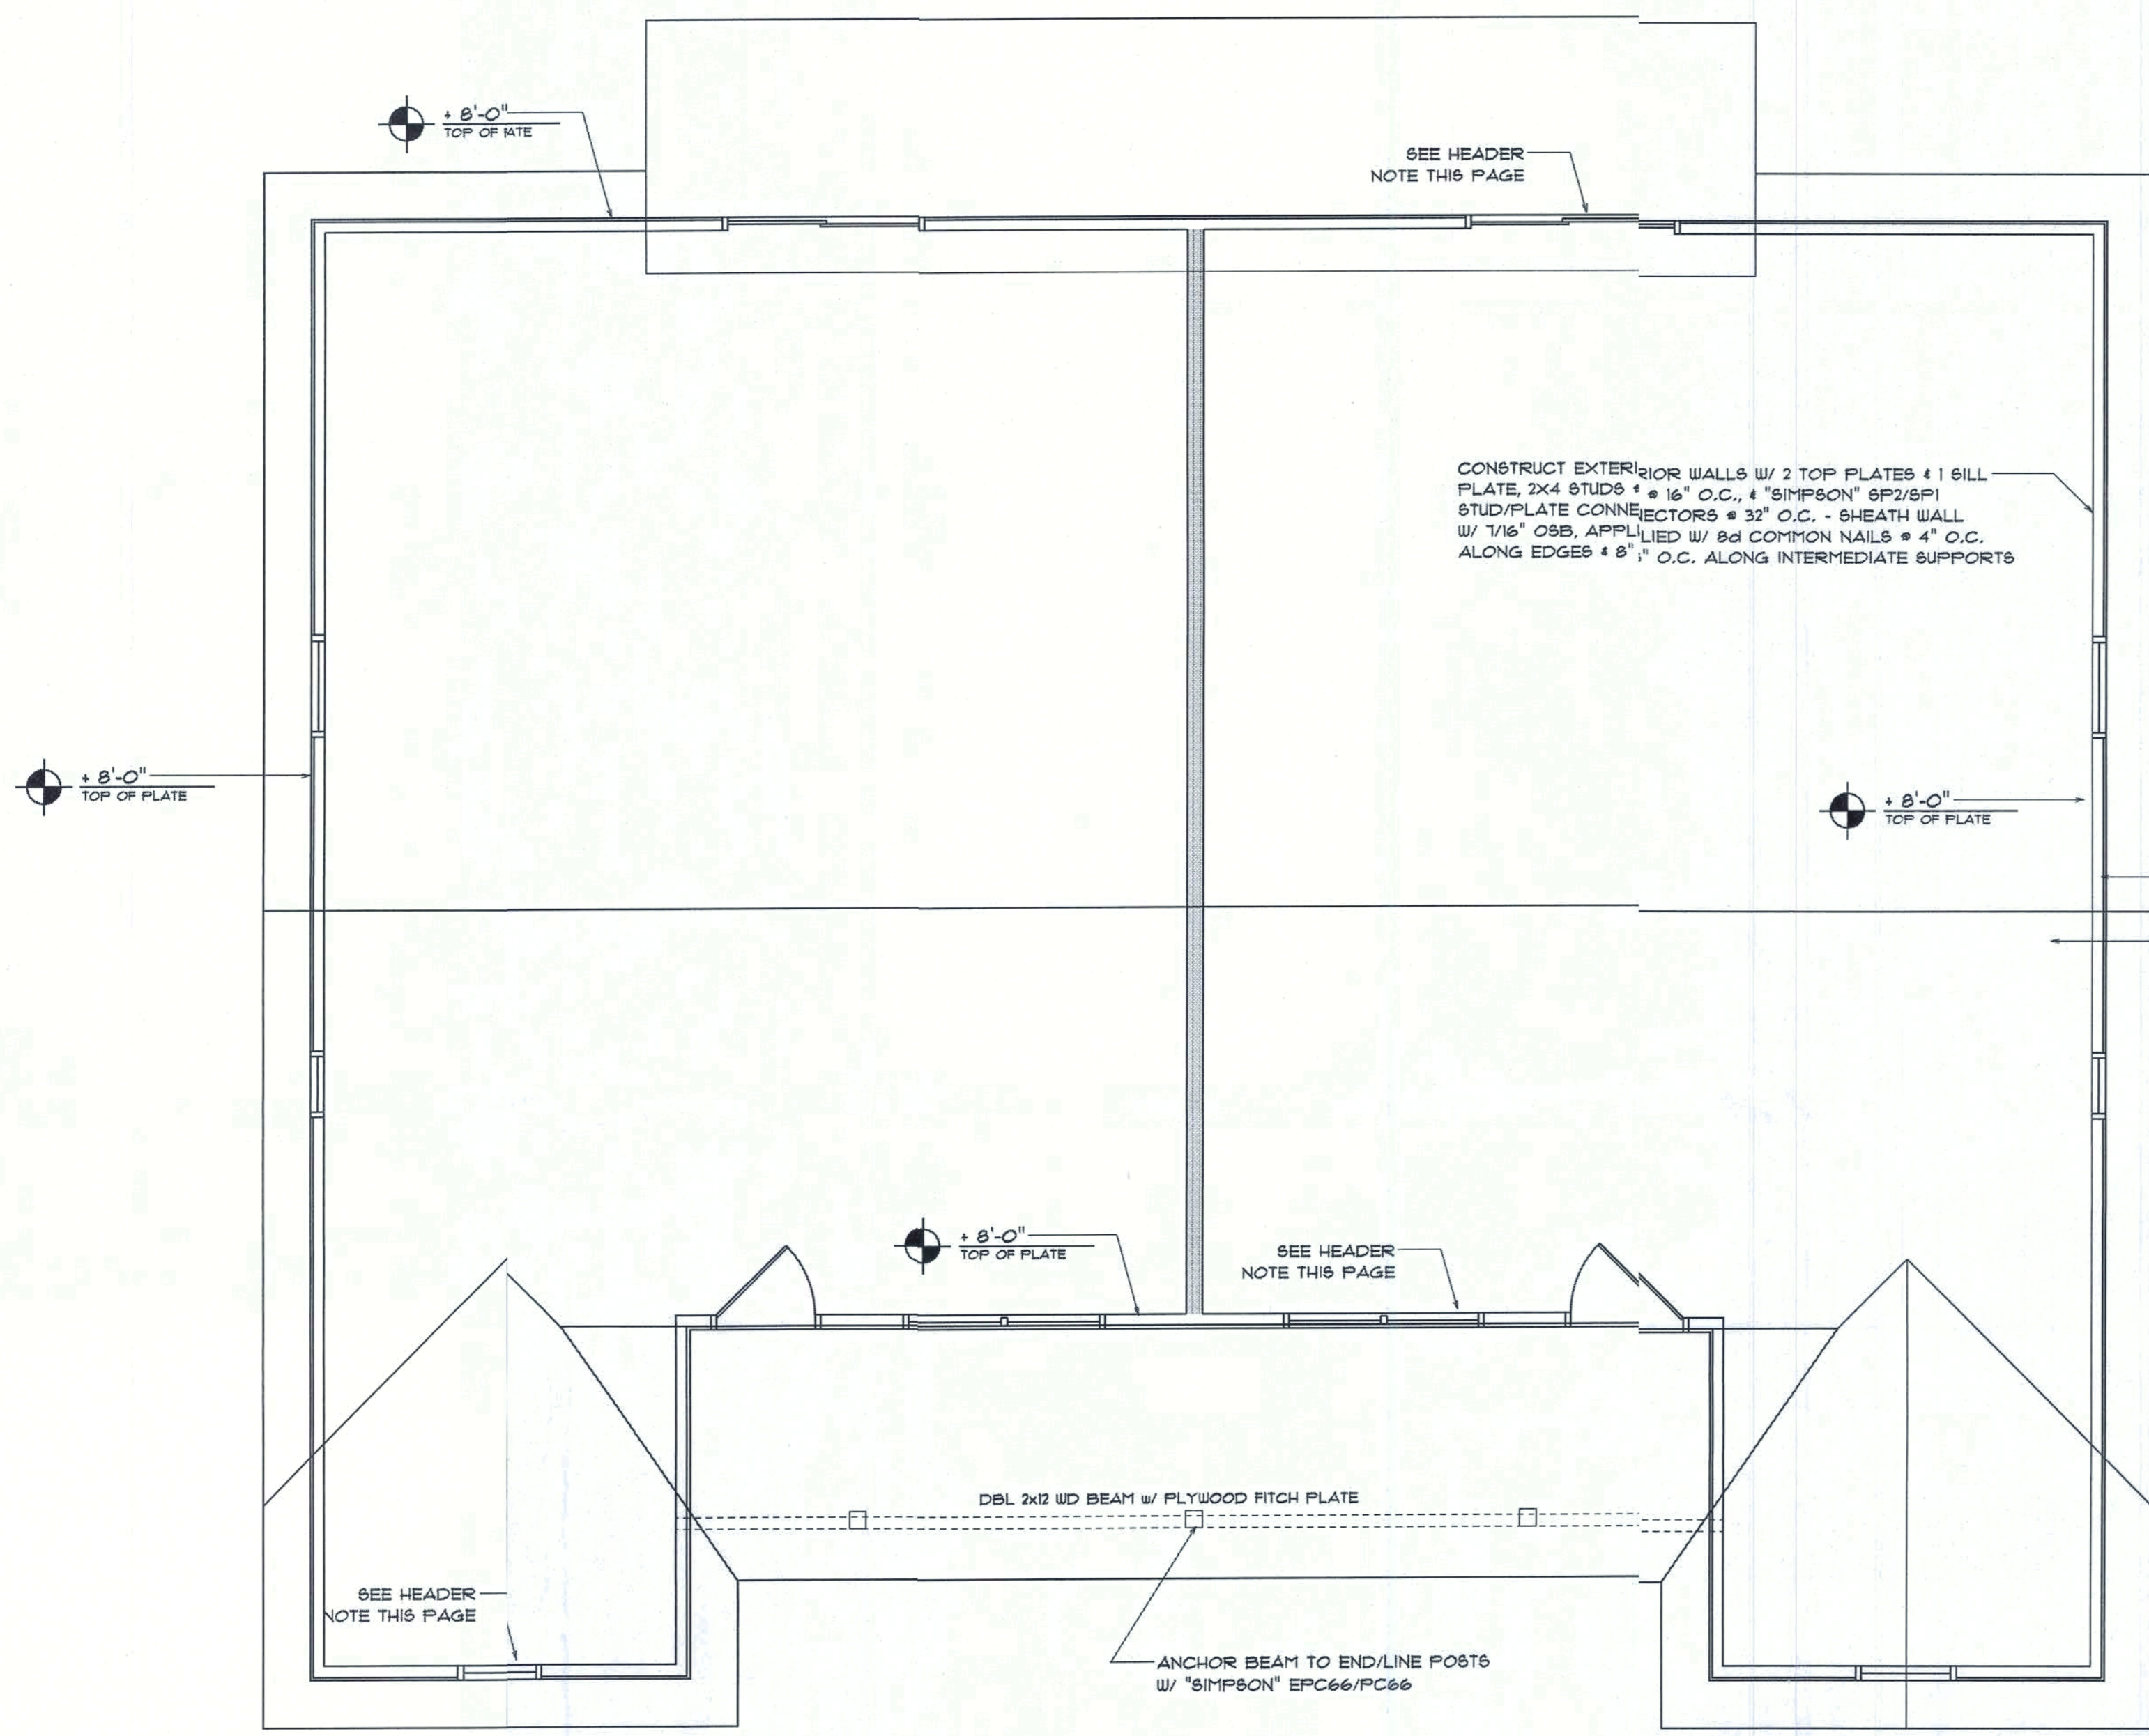 + 8'-0"
TOP OF ATE
SEE HEADER
NOTE THIS PAGE
CONSTRUCT EXTERIRIOR WALLS W/ 2 TOP PLATES & 1 SILL
PLATE, 2X4 STUDS @ 16" O.C., & "SIMPSON" SP2/SP1
STUD/PLATE CONNECTORS @ 32" O.C. - SHEATH WALL
W/ 7/16" OSB, APPLIED W/ 8d COMMON NAILS @ 4" O.C.
ALONG EDGES & 8" O.C. ALONG INTERMEDIATE SUPPORTS
+ 8'-0"
TOP OF PLATE
+ 8'-0"
TOP OF PLATE
+ 8'-0"
TOP OF PLATE
SEE HEADER
NOTE THIS PAGE
DBL 2x12 WD BEAM w/ PLYWOOD FITCH PLATE
SEE HEADER
NOTE THIS PAGE
ANCHOR BEAM TO END/LINE POSTS
W/ "SIMPSON" EPC66/PC66